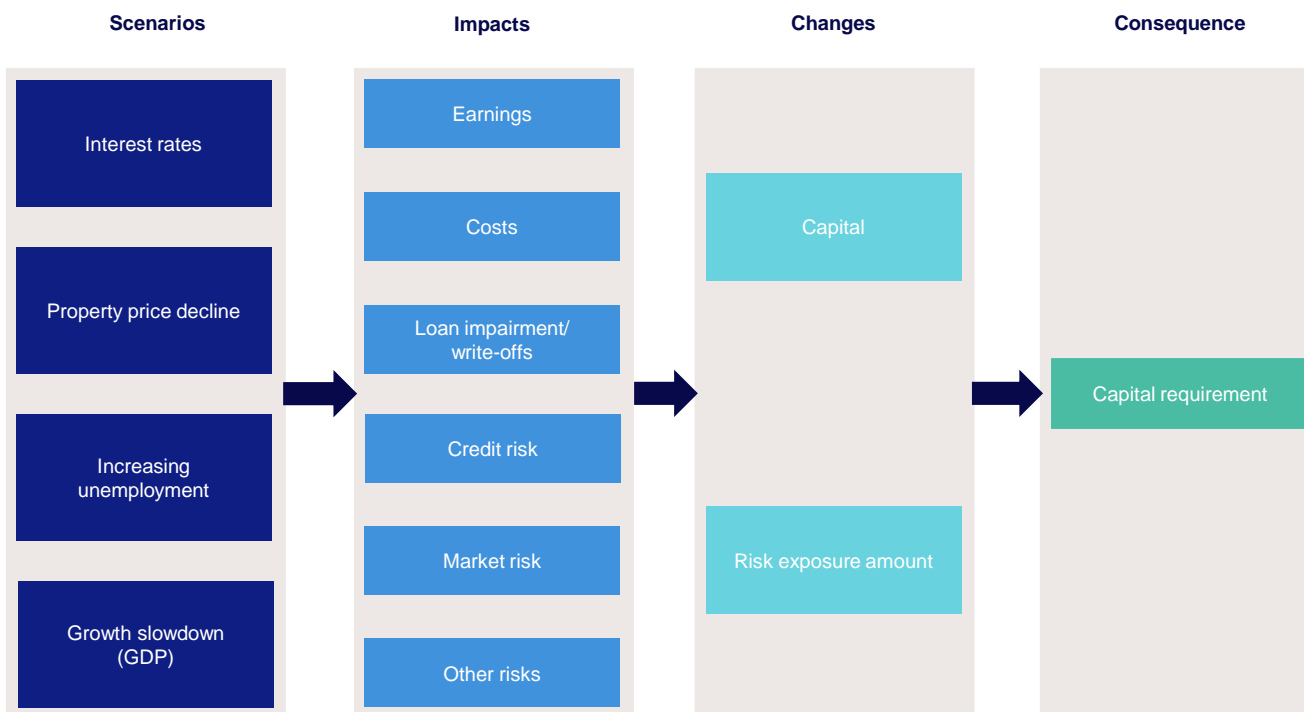 Scenarios
Impacts
Changes
Consequence
Interest rates
Property price decline
Increasing
unemployment
Growth slowdown
(GDP)
Earnings
Costs
Loan impairment/
write-offs
Credit risk
Market risk
Other risks
Capital
Risk exposure amount
Capital requirement